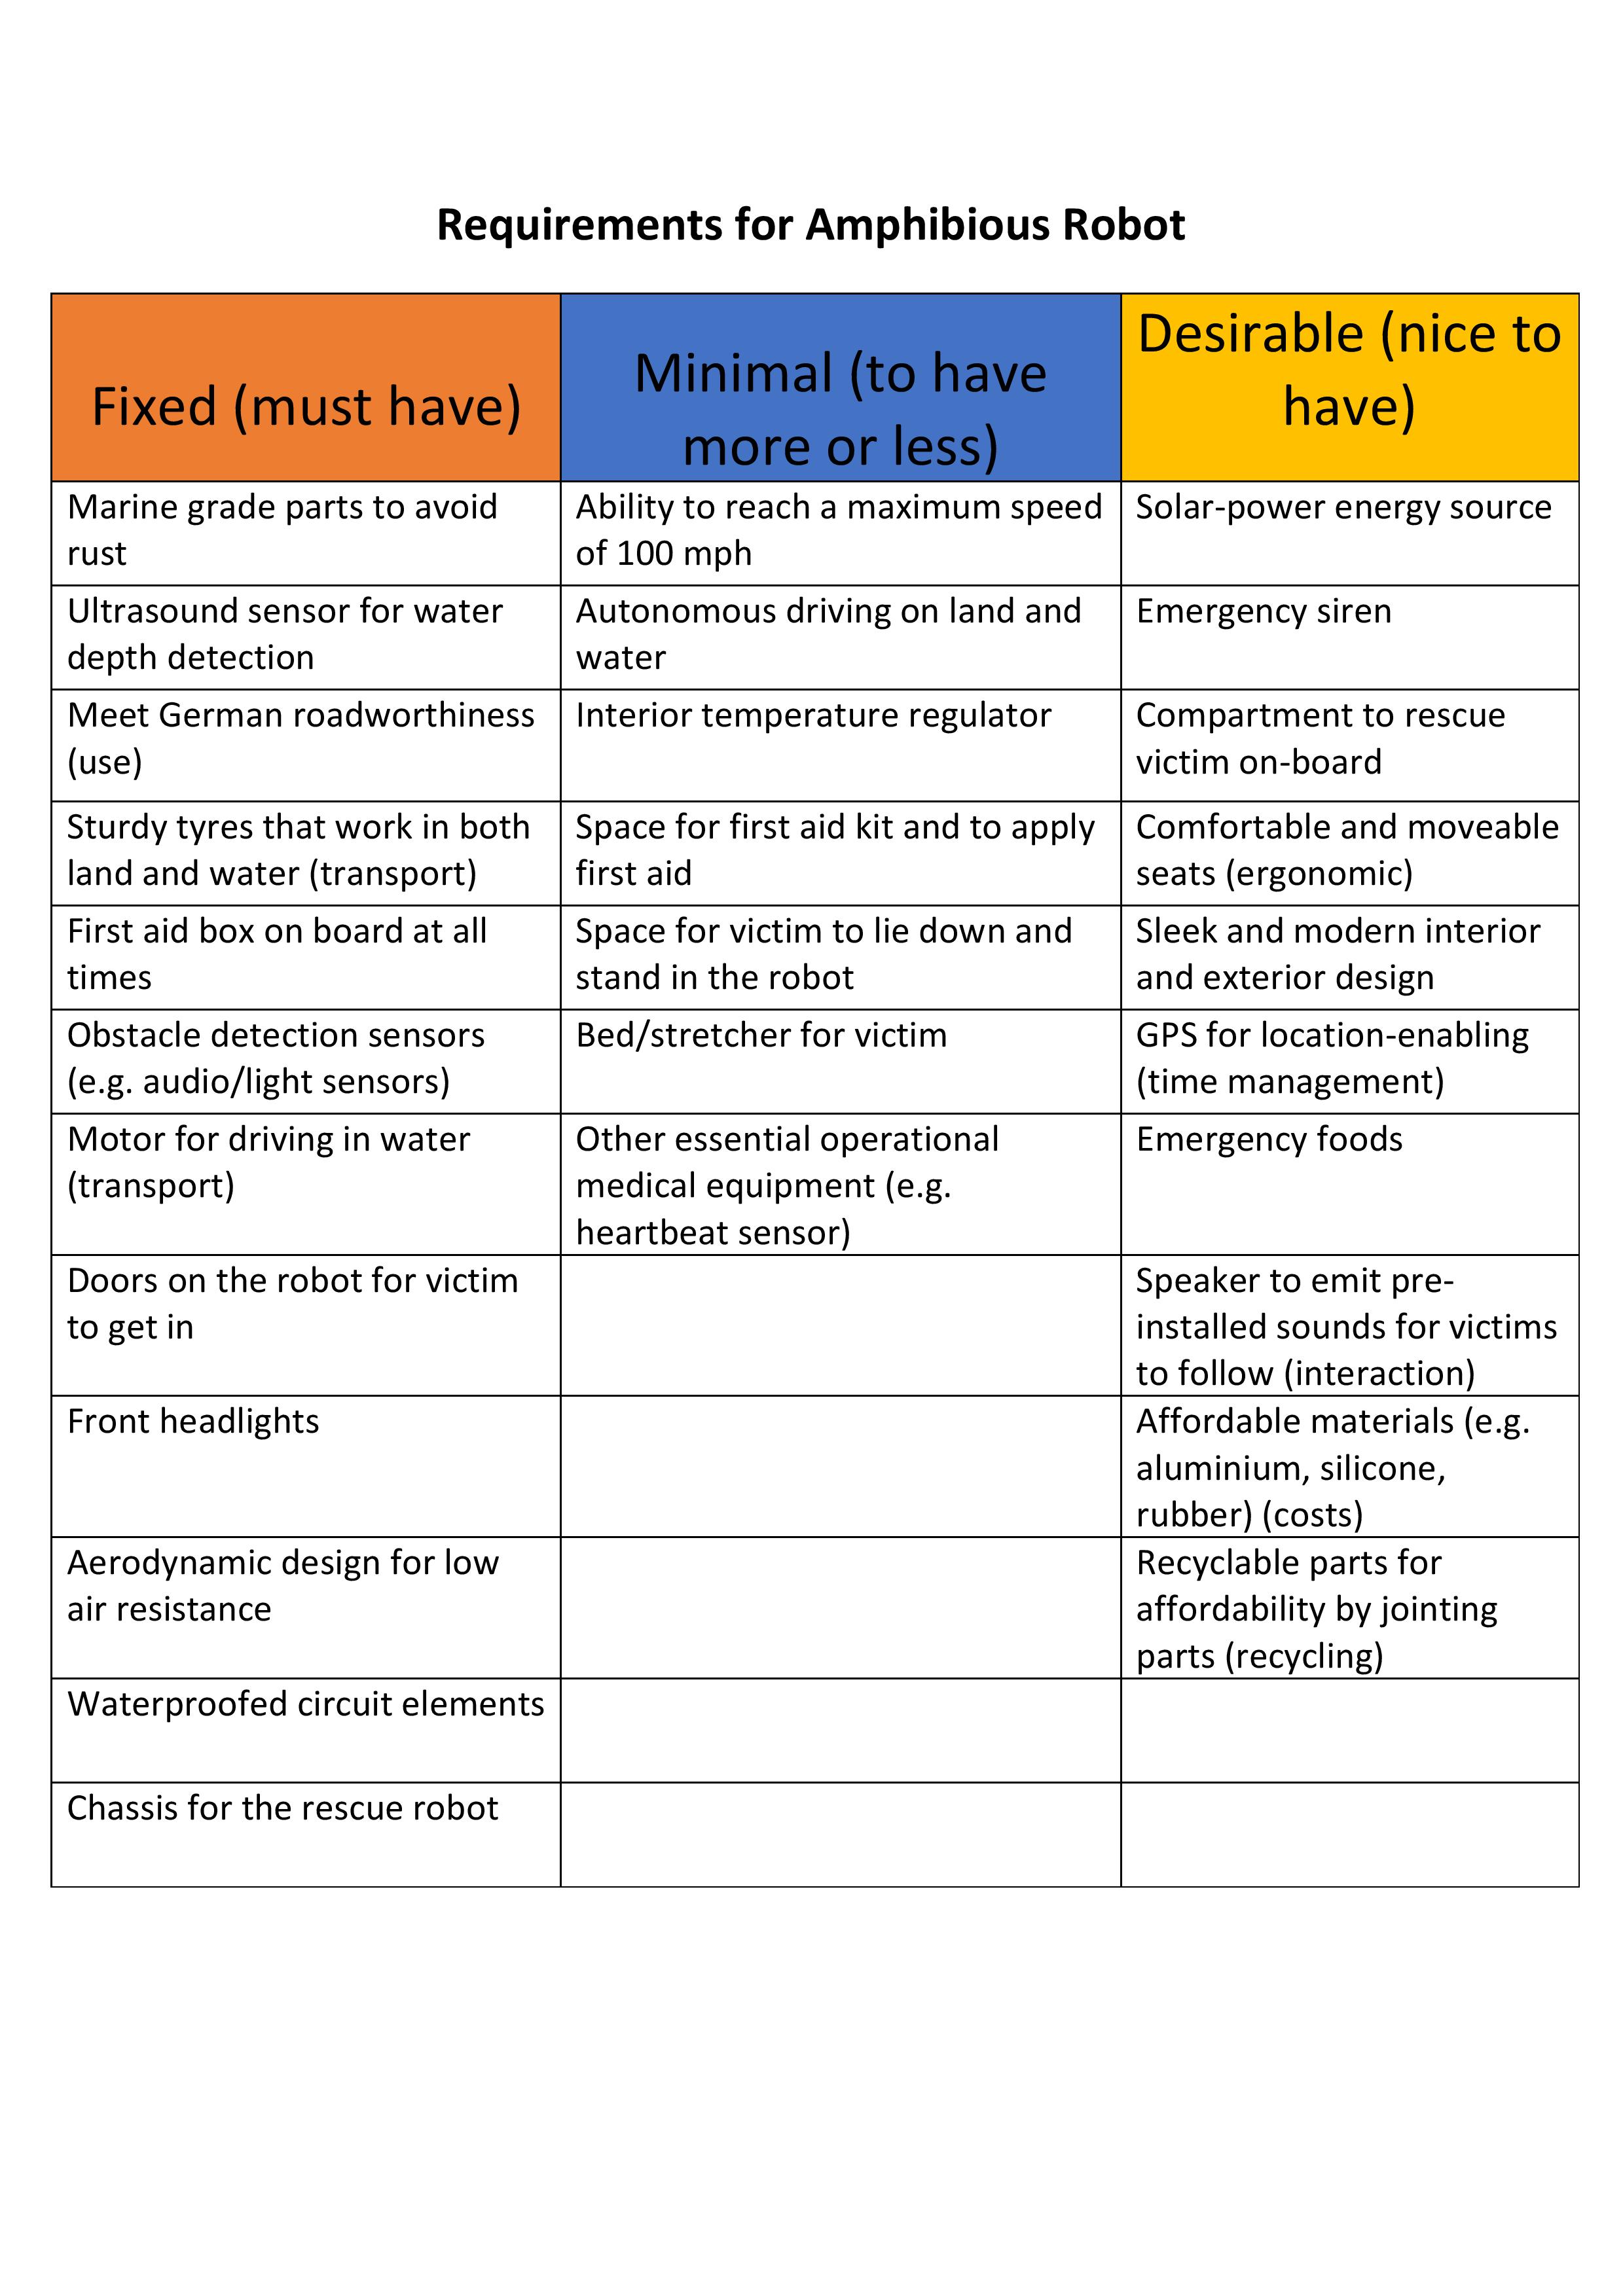 Requirements for Amphibious Robot
Fixed (must have)
Minimal (to have
more or less)
Desirable (nice to
have)
Marine grade parts to avoid
rust
Ability to reach a maximum speed
of 100 mph
Solar-power energy source
Ultrasound sensor for water
depth detection
Autonomous driving on land and
water
Emergency siren
Meet German roadworthiness
(use)
Interior temperature regulator
Compartment to rescue
victim on-board
Sturdy tyres that work in both
land and water (transport)
Space for first aid kit and to apply
first aid
Comfortable and moveable
seats (ergonomic)
First aid box on board at all
times
Space for victim to lie down and
stand in the robot
Sleek and modern interior
and exterior design
Obstacle detection sensors
(e.g. audio/light sensors)
Bed/stretcher for victim
GPS for location-enabling
(time management)
Motor for driving in water
(transport)
Other essential operational
medical equipment (e.g.
heartbeat sensor)
Emergency foods
Doors on the robot for victim
to get in
Speaker to emit pre-
installed sounds for victims
to follow (interaction)
Front headlights
Affordable materials (e.g.
aluminium, silicone,
rubber) (costs)
Aerodynamic design for low
air resistance
Recyclable parts for
affordability by jointing
parts (recycling)
Waterproofed circuit elements
Chassis for the rescue robot